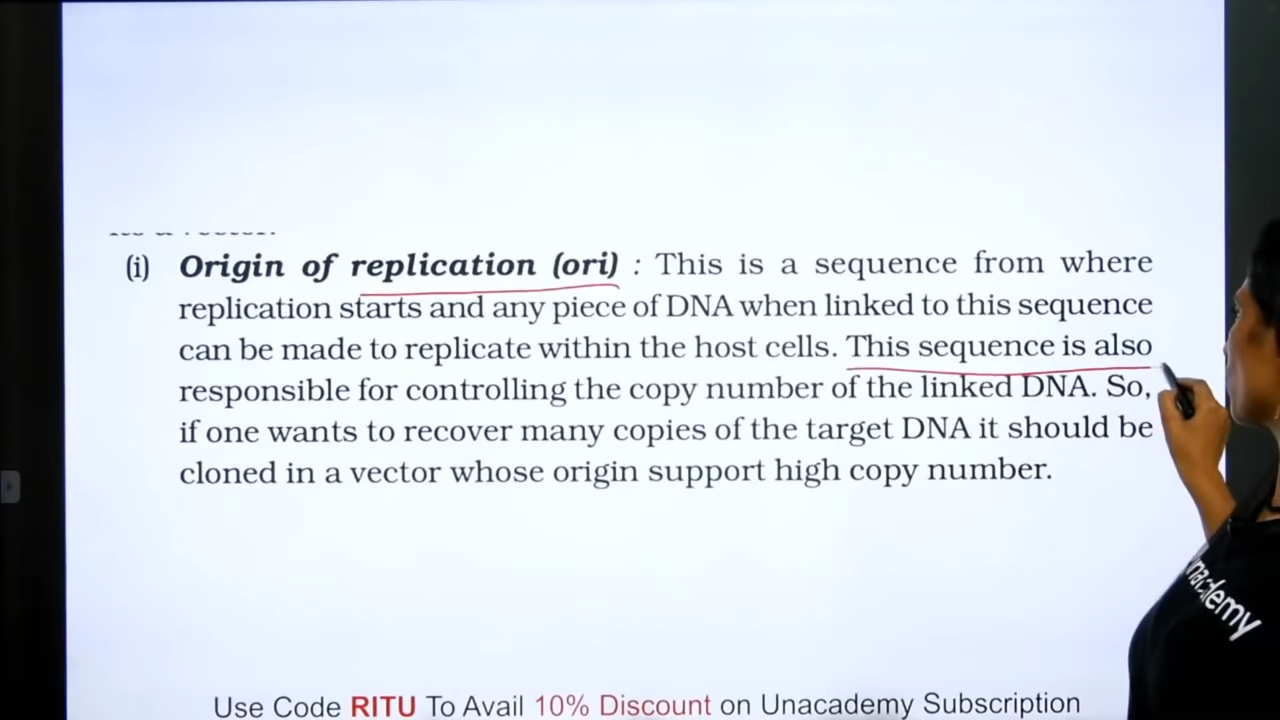 (i) Origin of replication (ori) : This is a sequence from where
replication starts and any piece of DNA when linked to this sequence
can be made to replicate within the host cells. This sequence is also
responsible for controlling the copy number of the linked DNA. So,
if one wants to recover many copies of the target DNA it should be
cloned in a vector whose origin support high copy number.
unacademy
Use Code RITU To Avail 10% Discount on Unacademy Subscription